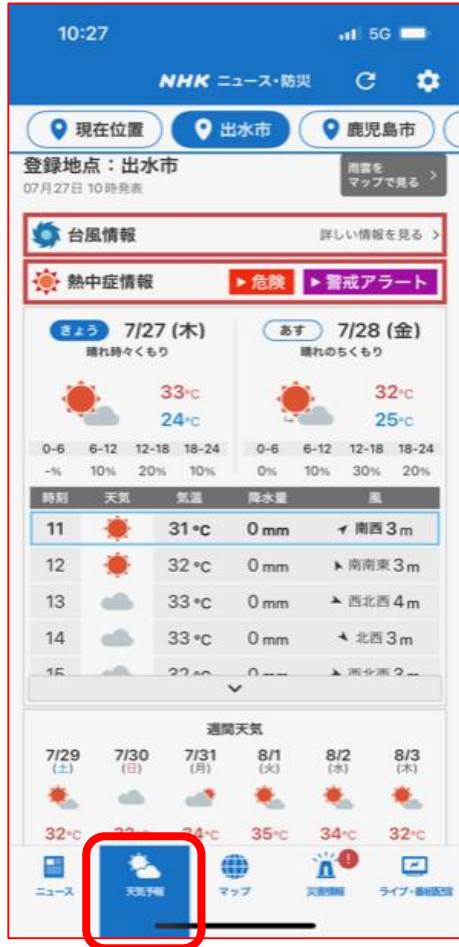 10:27 5G
NHK ニュース・防災
現在位置 出水市 鹿児島市
登録地点：出水市
07月27日 10時発表
雨雲を
マップで見る
台風情報 詳しい情報を見る
熱中症情報 危険 警戒アラート
きょう 7/27 (木) あす 7/28 (金)
晴れ時々くもり 晴れのちくもり
33℃ 32℃
24℃ 25℃
0-6 6-12 12-18 18-24 0-6 6-12 12-18 18-24
-% 10% 20% 10% 0% 10% 30% 20%
時刻 天気 気温 降水量 風
11 31℃ 0mm 南西 3m
12 32℃ 0mm 南南東 3m
13 33℃ 0mm 西北西 4m
14 33℃ 0mm 北西 3m
15 32℃ 0mm 西北西 3m
週間天気
7/29 7/30 7/31 8/1 8/2 8/3
(土) (日) (月) (火) (水) (木)
32℃ 34℃ 35℃ 34℃ 32℃
ニュース 天気予報 マップ 災害情報 ライブ・番組配信